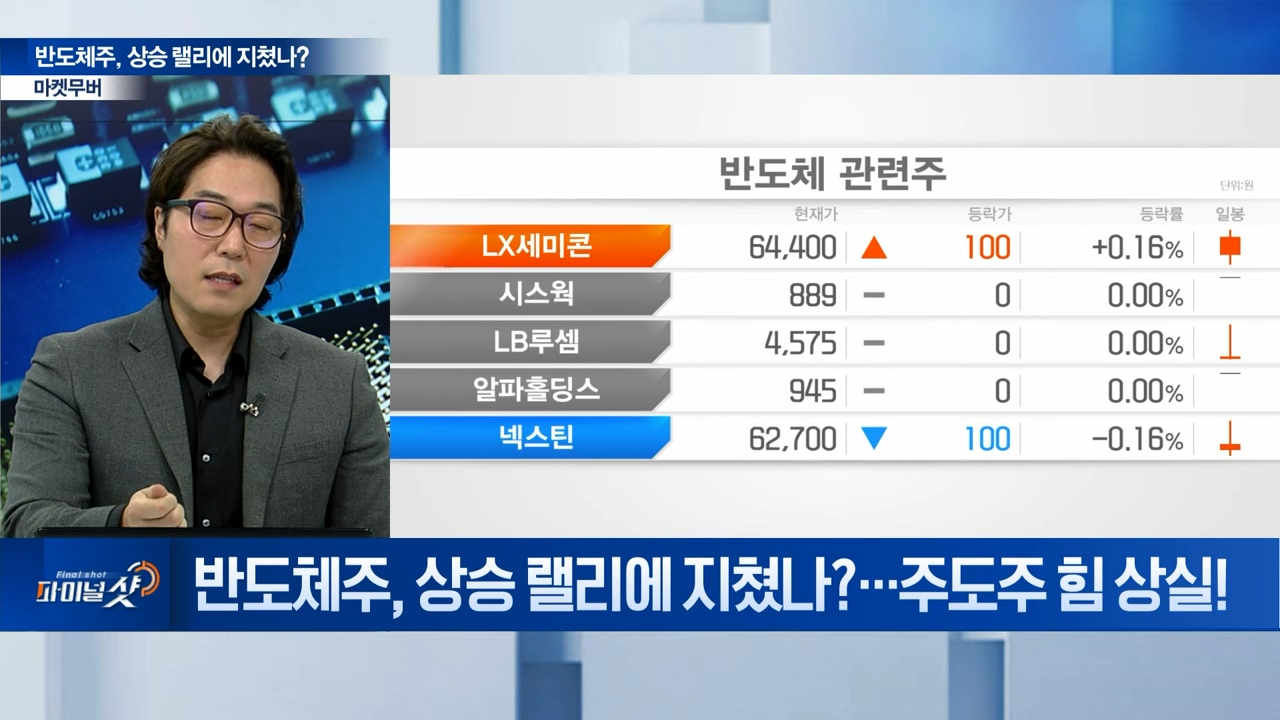 반도체주, 상승 랠리에 지쳤나?
마켓무버
반도체 관련주
단위:원
현재가 등락가 등락률 일봉
LX세미콘 64,400 ▲ 100 +0.16%
시스웍 889 - 0 0.00%
LB루셈 4,575 - 0 0.00%
알파홀딩스 945 - 0 0.00%
넥스틴 62,700 ▼ 100 -0.16%
Final shot
파이널 샷
반도체주, 상승 랠리에 지쳤나?…주도주 힘 상실!